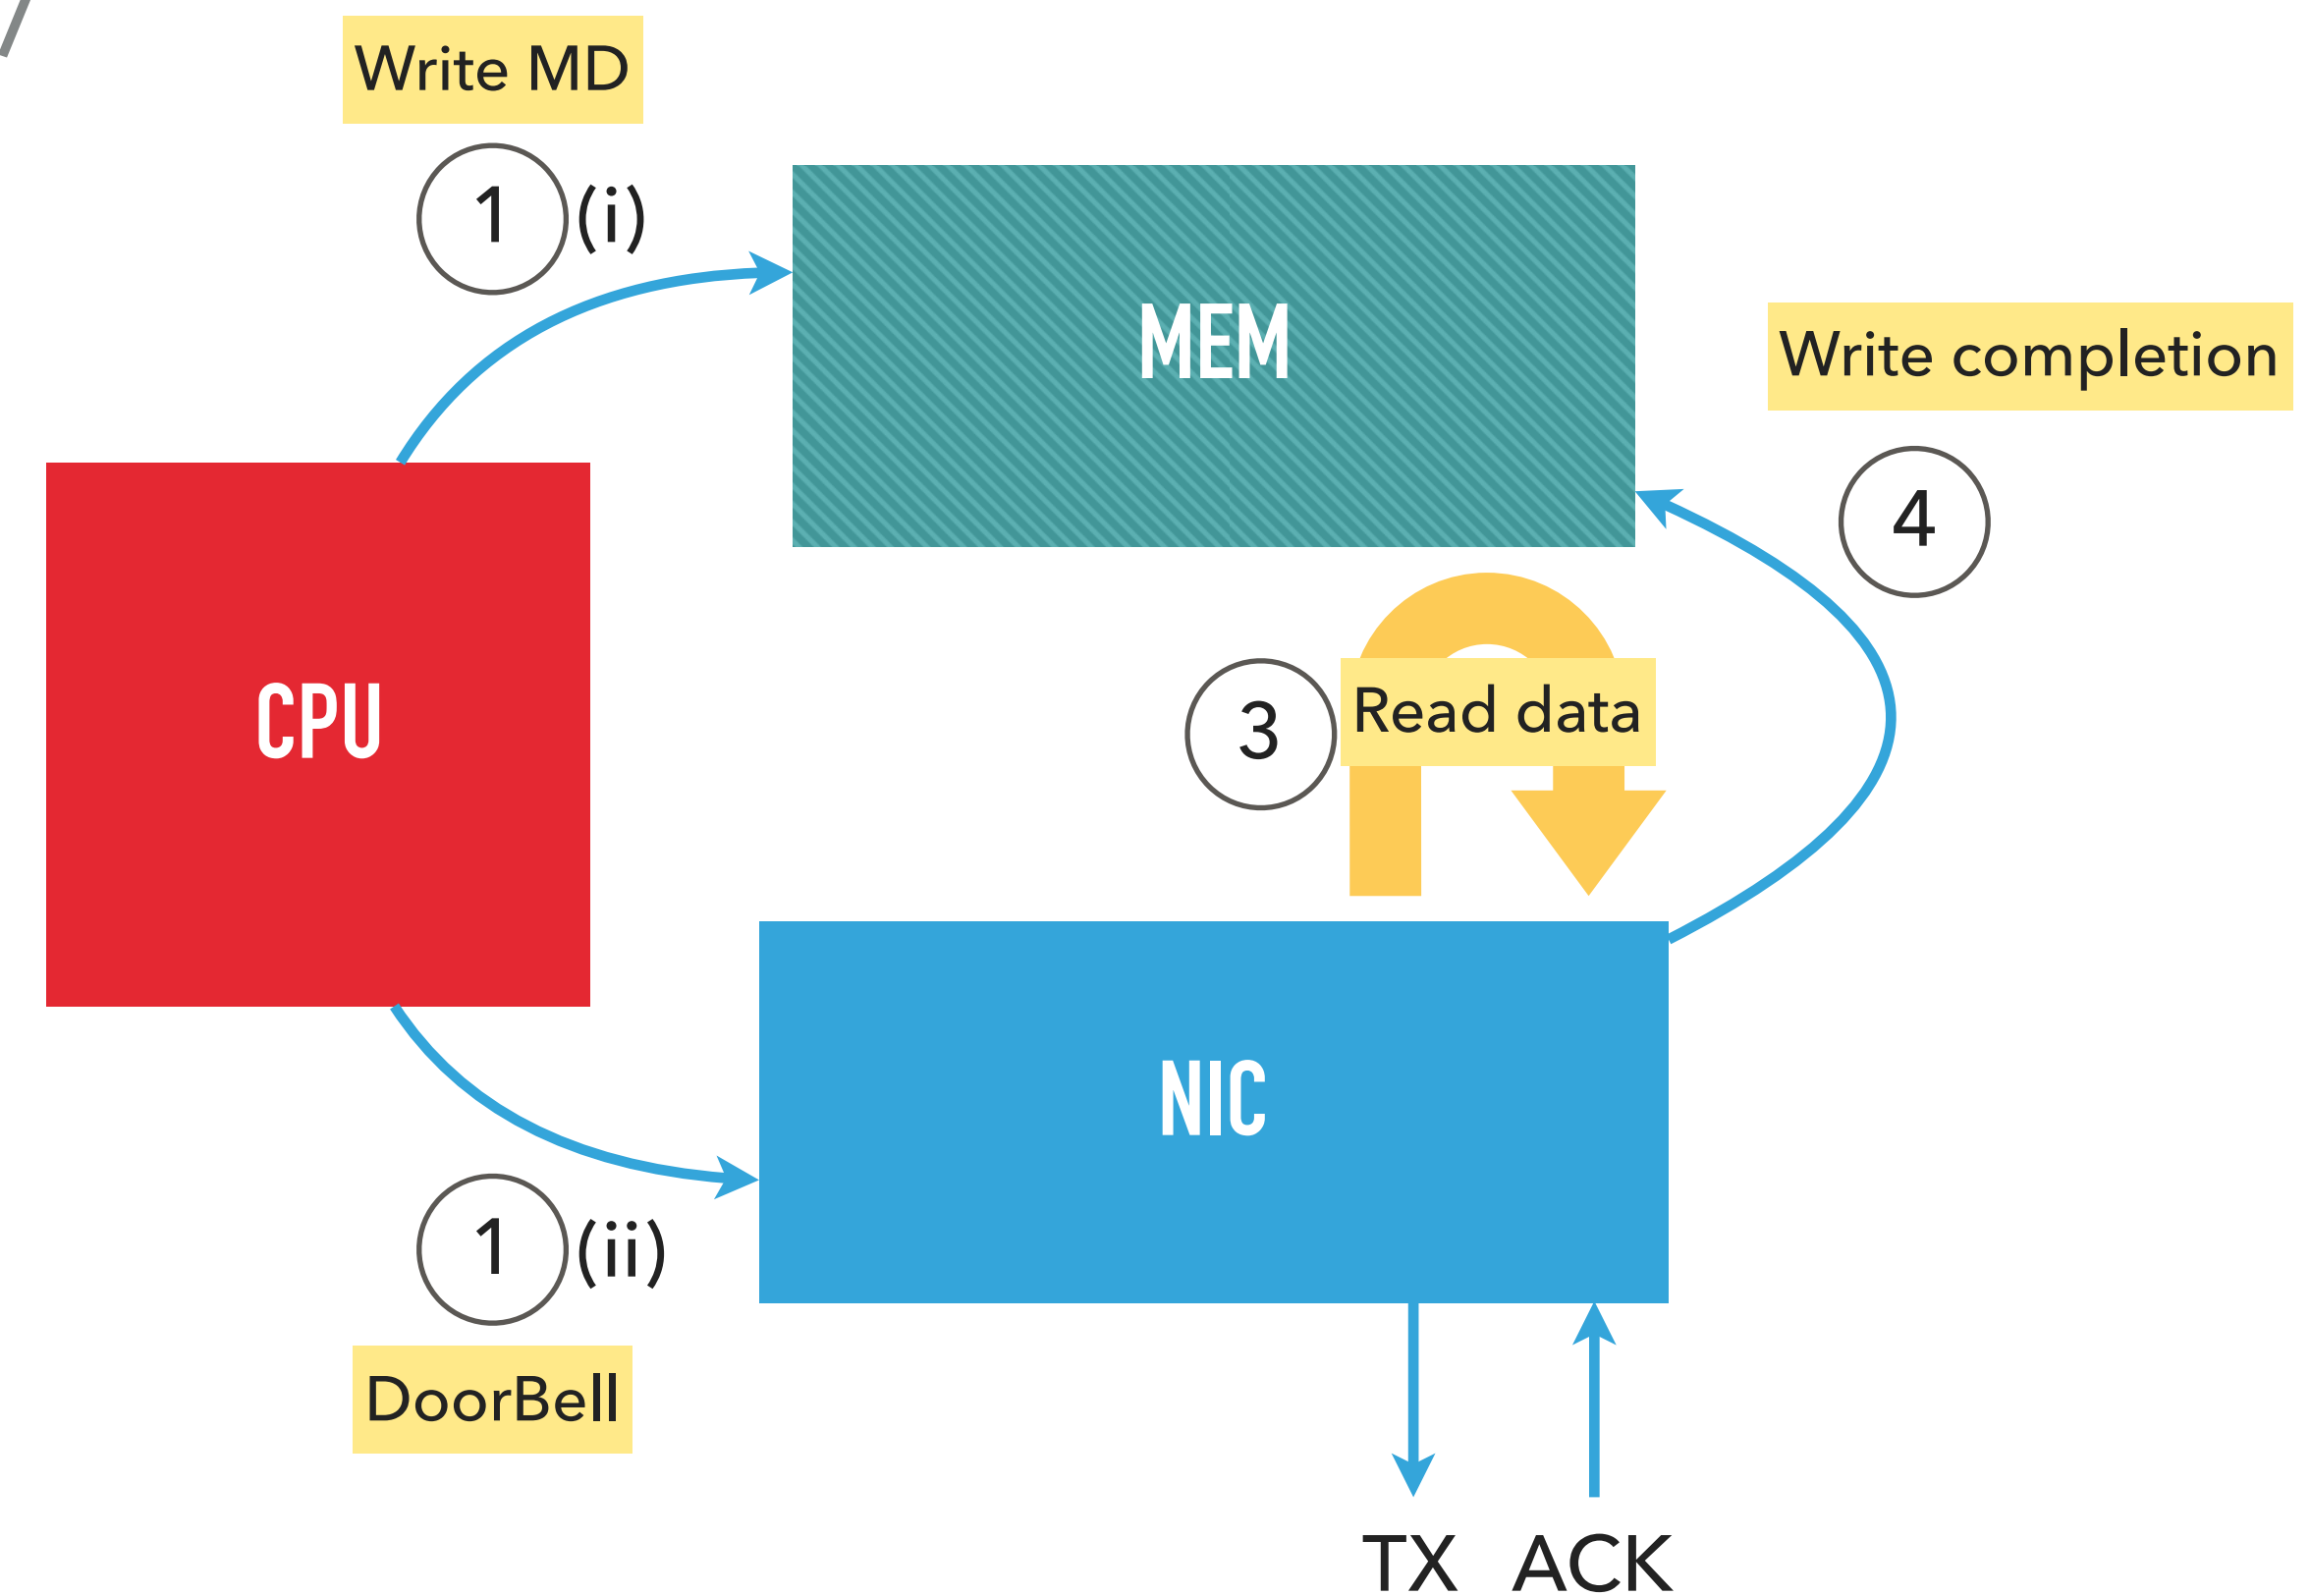 Write MD
1 (i)
MEM
Write completion
4
CPU
3 Read data
NIC
1 (ii)
DoorBell
TX ACK